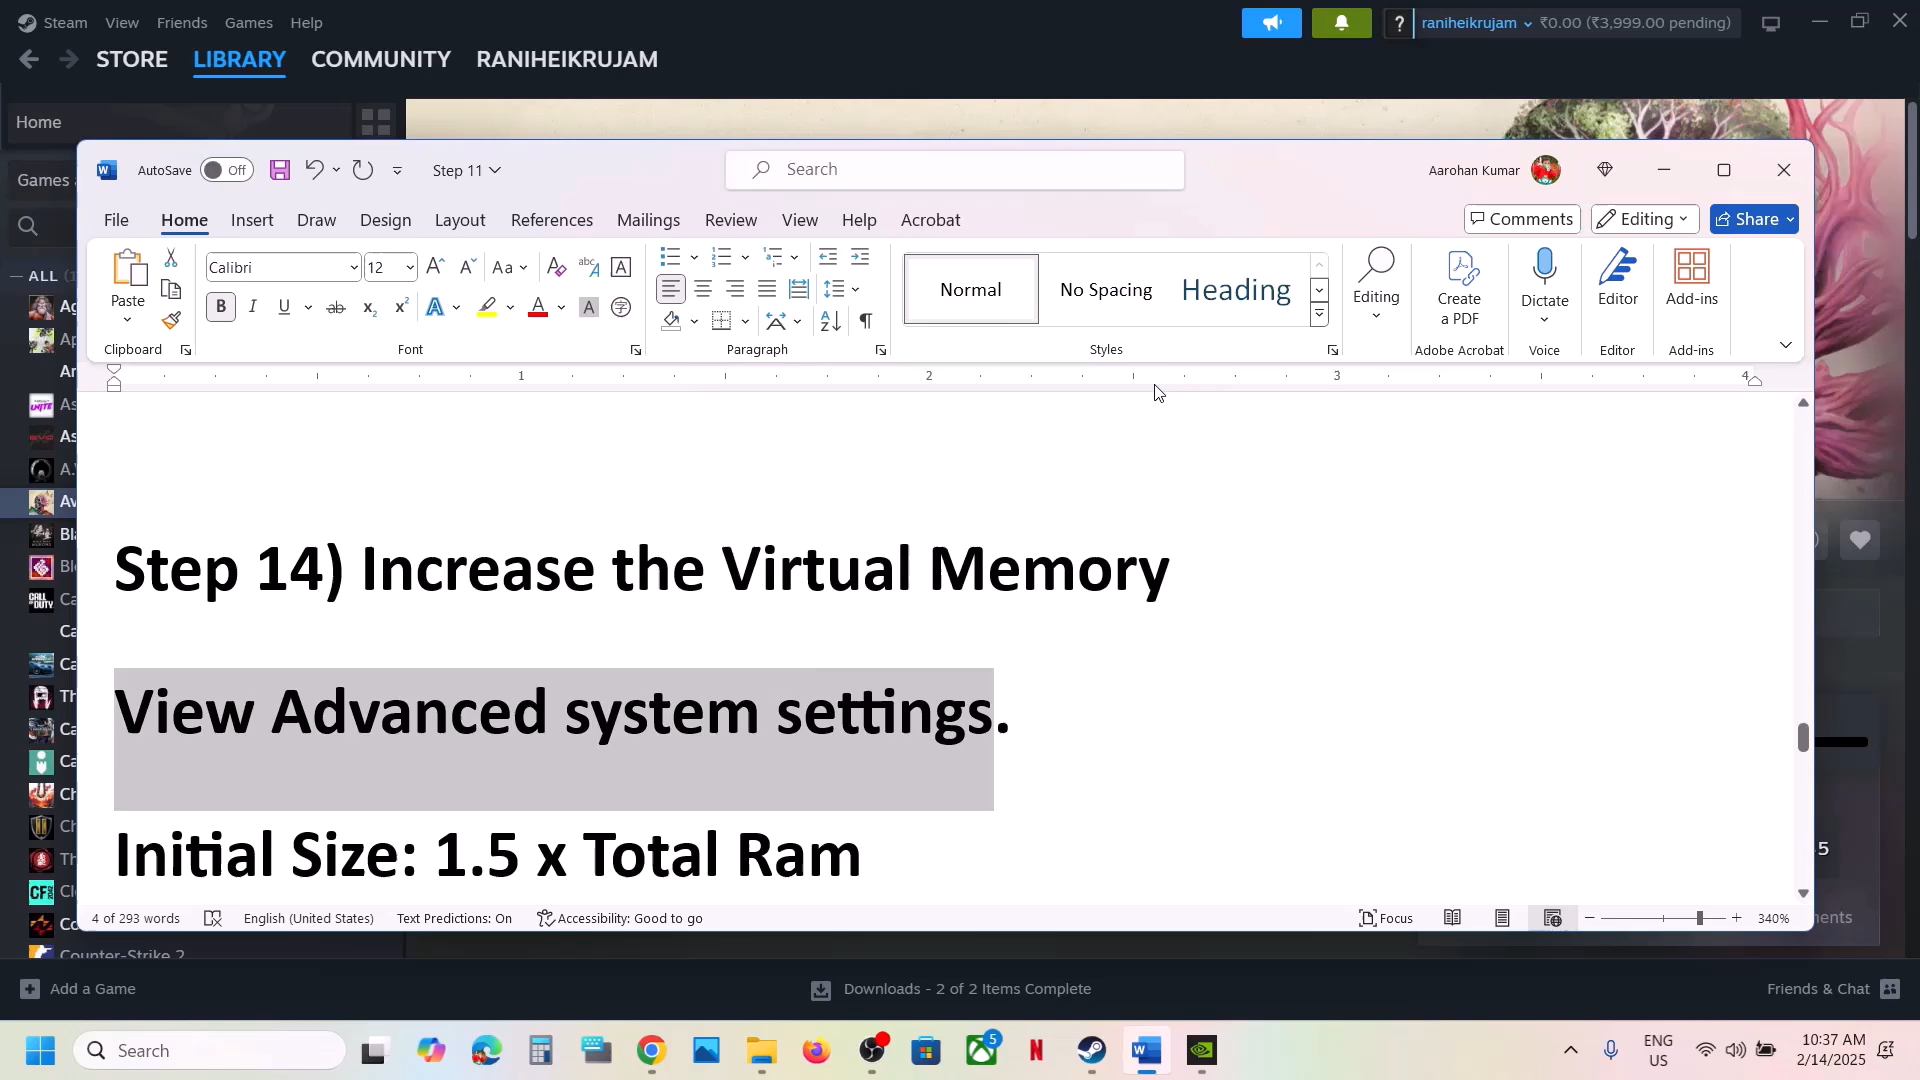 Steam View Friends Games Help
raniheikrujam ₹0.00 (₹3,999.00 pending)
STORE LIBRARY COMMUNITY RANIHEIKRUJAM
Home
Games
ALL
AutoSave Off Step 11 Search Aarohan Kumar
File Home Insert Draw Design Layout References Mailings Review View Help Acrobat Comments Editing Share
Paste Calibri 12 Normal No Spacing Heading Editing Create a PDF Dictate Editor Add-ins
Clipboard Font Paragraph Styles Adobe Acrobat Voice Editor Add-ins
1 2 3 4
Step 14) Increase the Virtual Memory
View Advanced system settings.
Initial Size: 1.5 x Total Ram
4 of 293 words English (United States) Text Predictions: On Accessibility: Good to go Focus 340%
Counter-Strike 2
Add a Game Downloads - 2 of 2 Items Complete Friends & Chat
Search 5 ENG US 10:37 AM 2/14/2025